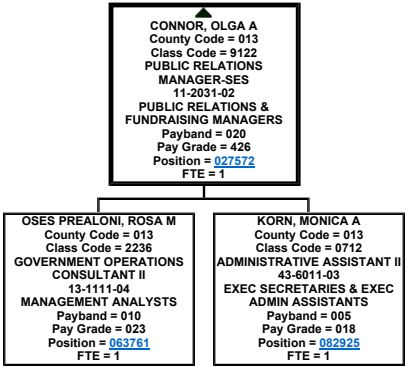 CONNOR, OLGA A
County Code = 013
Class Code = 9122
PUBLIC RELATIONS
MANAGER-SES
11-2031-02
PUBLIC RELATIONS &
FUNDRAISING MANAGERS
Payband = 020
Pay Grade = 426
Position = 027572
FTE = 1
OSES PREALONI, ROSA M
County Code = 013
Class Code = 2236
GOVERNMENT OPERATIONS
CONSULTANT II
13-1111-04
MANAGEMENT ANALYSTS
Payband = 010
Pay Grade = 023
Position = 063761
FTE = 1
KORN, MONICA A
County Code = 013
Class Code = 0712
ADMINISTRATIVE ASSISTANT II
43-6011-03
EXEC SECRETARIES & EXEC
ADMIN ASSISTANTS
Payband = 005
Pay Grade = 018
Position = 082925
FTE = 1